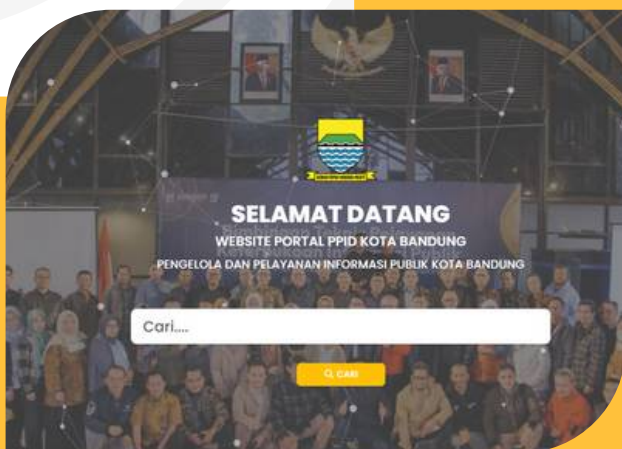 SELAMAT DATANG
WEBSITE PORTAL PPID KOTA BANDUNG
PENGELOLA DAN PELAYANAN INFORMASI PUBLIK KOTA BANDUNG
Cari....
CARI